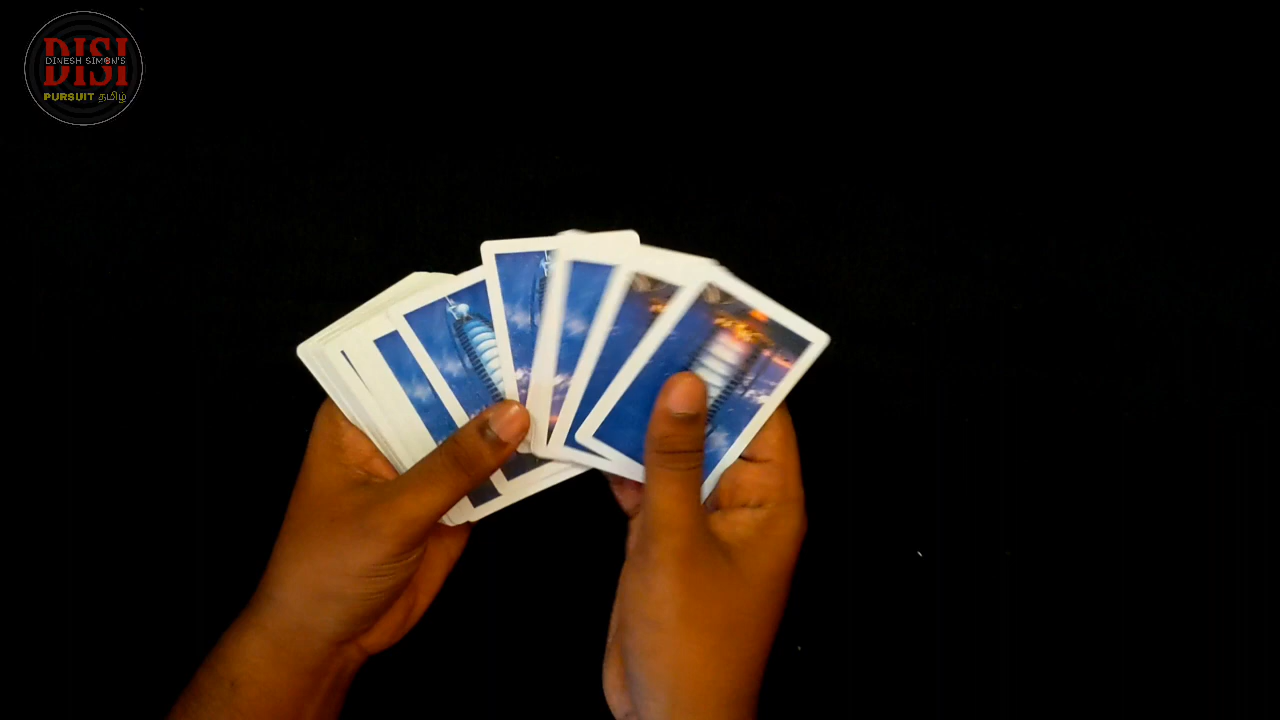 DISI
DINESH SIMON'S
PURSUIT தமிழ்